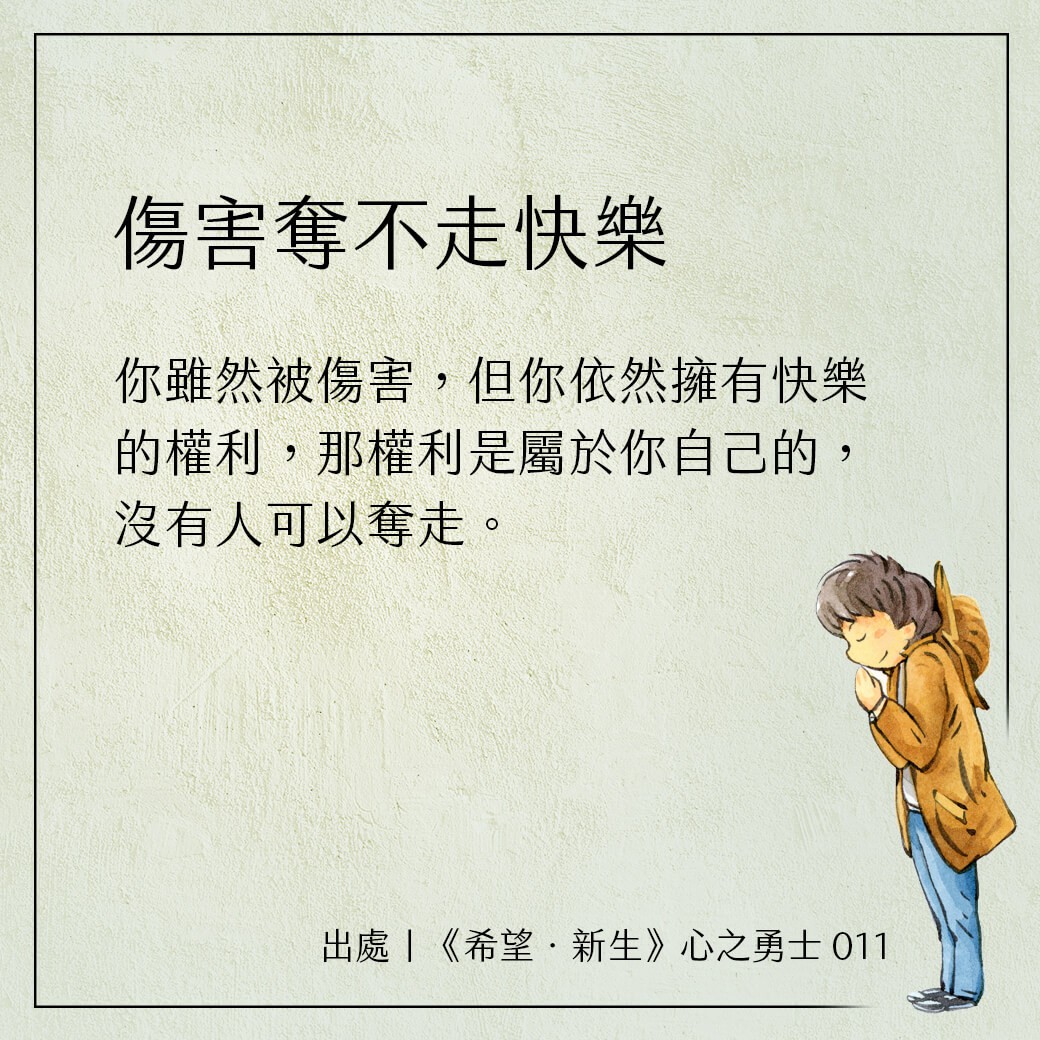 傷害奪不走快樂
你雖然被傷害，但你依然擁有快樂
的權利，那權利是屬於你自己的，
沒有人可以奪走。
出處｜《希望．新生》心之勇士 011